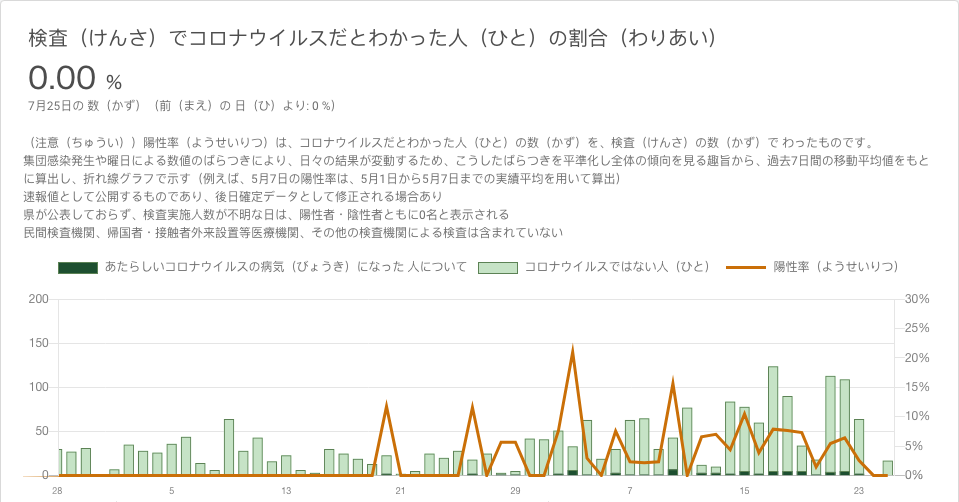 検査（けんさ）でコロナウイルスだとわかった人（ひと）の割合（わりあい）
0.00 %
7月25日の 数（かず）（前（まえ）の 日（ひ）より: 0 %）
（注意（ちゅうい））陽性率（ようせいりつ）は、コロナウイルスだとわかった人（ひと）の数（かず）を、検査（けんさ）の数（かず）で わったものです。
集団感染発生や曜日による数値のばらつきにより、日々の結果が変動するため、こうしたばらつきを平準化し全体の傾向を見る趣旨から、過去7日間の移動平均値をもと
に算出し、折れ線グラフで示す（例えば、5月7日の陽性率は、5月1日から5月7日までの実績平均を用いて算出）
速報値として公開するものであり、後日確定データとして修正される場合あり
県が公表しておらず、検査実施人数が不明な日は、陽性者・陰性者ともに0名と表示される
民間検査機関、帰国者・接触者外来設置等医療機関、その他の検査機関による検査は含まれていない
あたらしいコロナウイルスの病気（びょうき）になった 人について コロナウイルスではない人（ひと） 陽性率（ようせいりつ）
200 30%
25%
150 20%
100 15%
10%
50 5%
0 0%
28 5 13 21 29 7 15 23